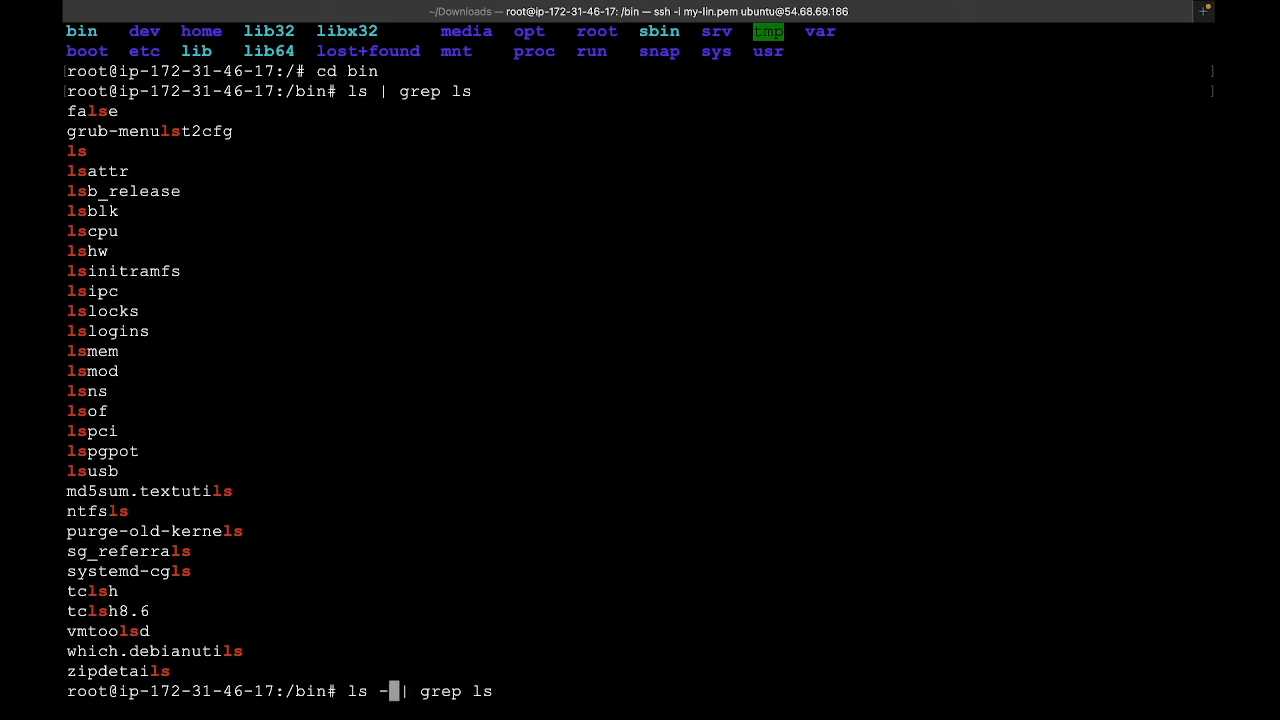 ~/Downloads — root@ip-172-31-46-17: /bin — ssh -i my-lin.pem ubuntu@54.68.69.186 +
bin dev home lib32 libx32 media opt root sbin srv tmp var
boot etc lib lib64 lost+found mnt proc run snap sys usr
[root@ip-172-31-46-17:/# cd bin ]
[root@ip-172-31-46-17:/bin# ls | grep ls ]
false
grub-menulst2cfg
ls
lsattr
lsb_release
lsblk
lscpu
lshw
lsinitramfs
lsipc
lslocks
lslogins
lsmem
lsmod
lsns
lsof
lspci
lspgpot
lsusb
md5sum.textutils
ntfsls
purge-old-kernels
sg_referrals
systemd-cgls
tclsh
tclsh8.6
vmtoolsd
which.debianutils
zipdetails
root@ip-172-31-46-17:/bin# ls - | grep ls